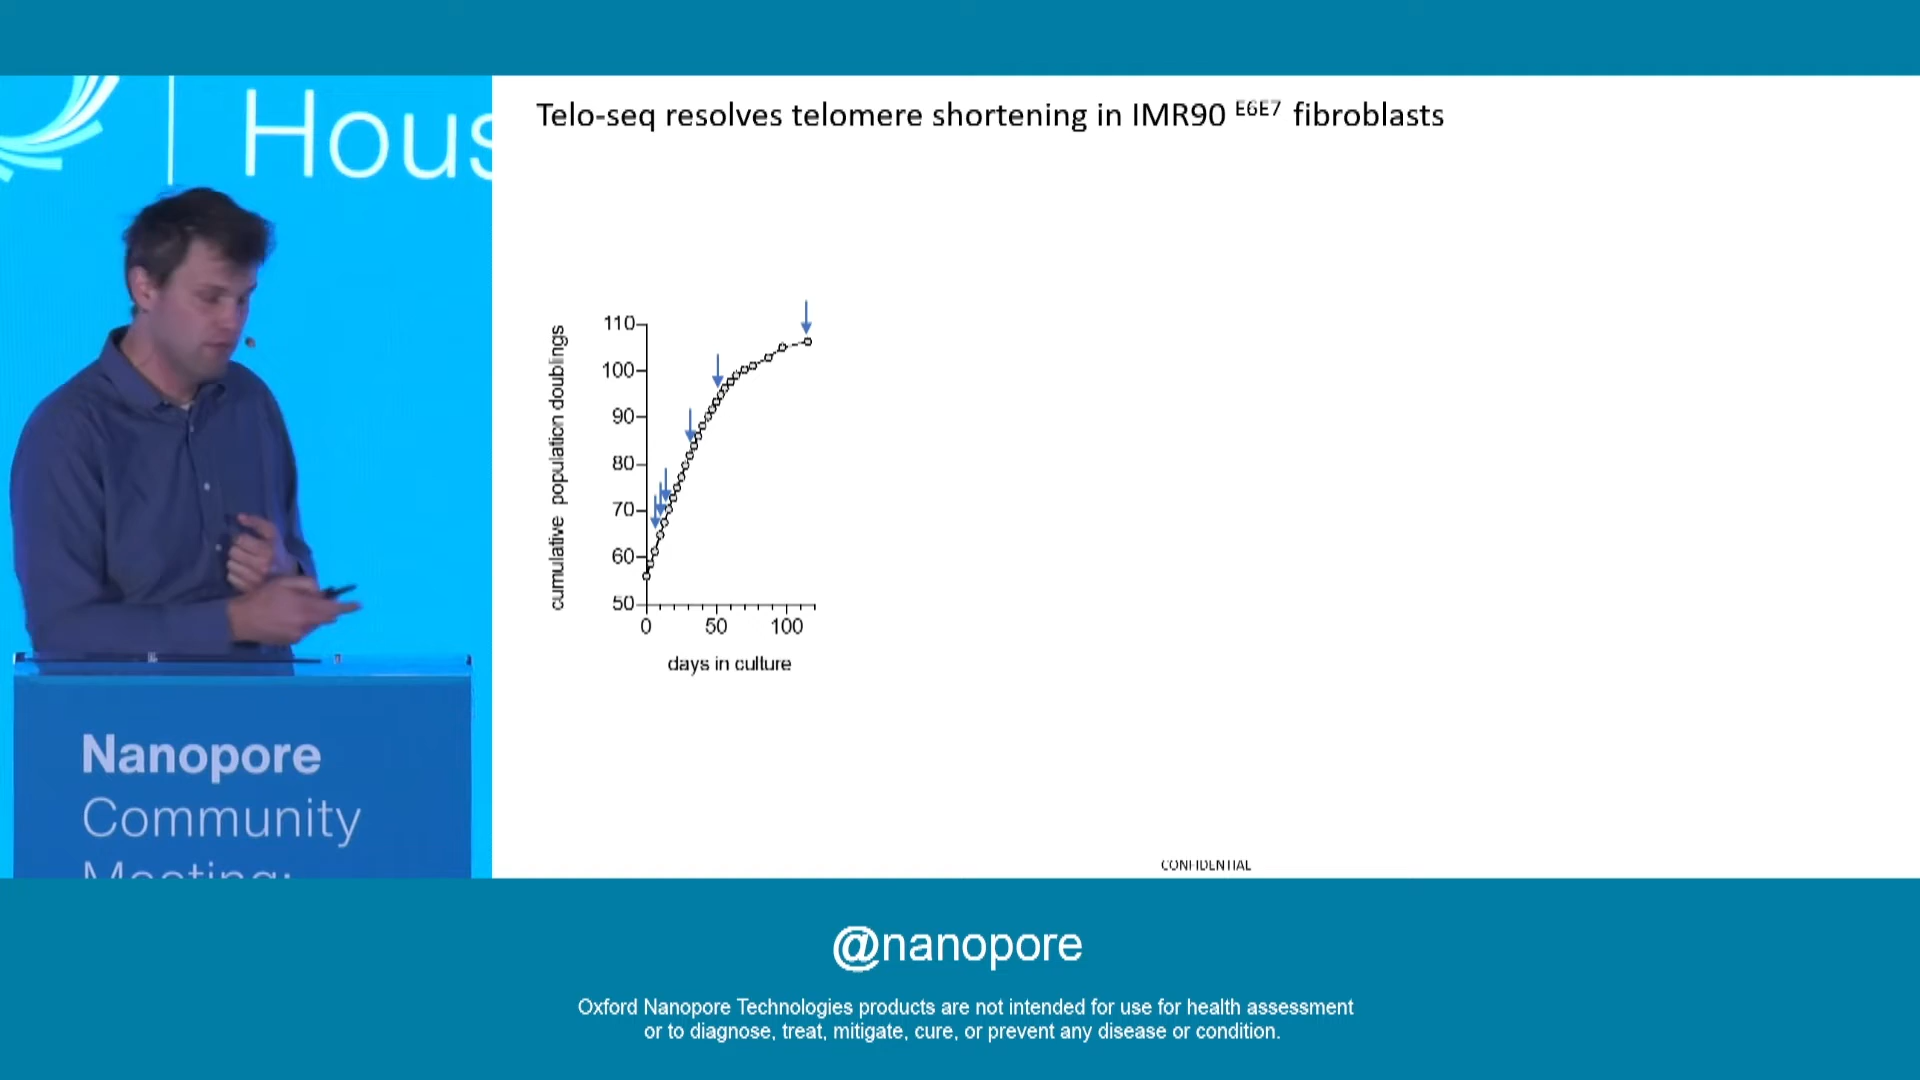 Hous
Telo-seq resolves telomere shortening in IMR90 E6E7 fibroblasts
cumulative population doublings
110
100
90
80
70
60
50
0 50 100
days in culture
Nanopore
Community
Meeting:
CONFIDENTIAL
@nanopore
Oxford Nanopore Technologies products are not intended for use for health assessment
or to diagnose, treat, mitigate, cure, or prevent any disease or condition.